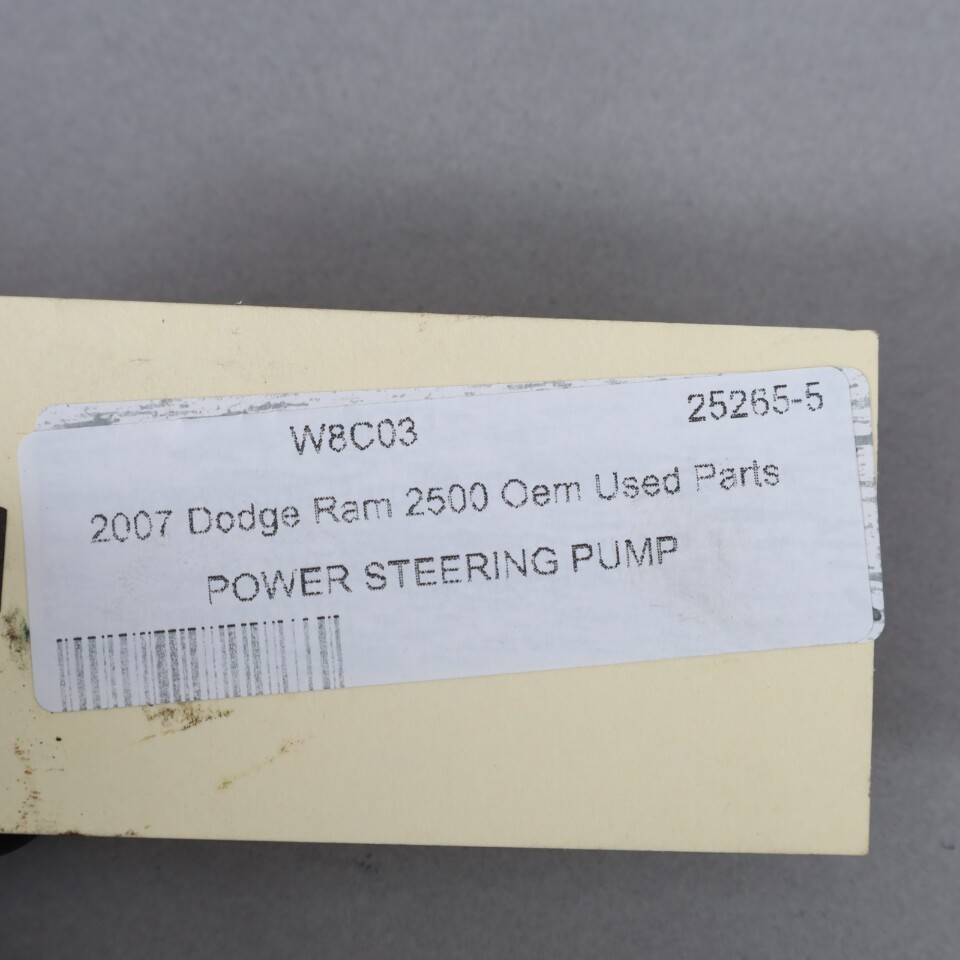 W8C03 25265-5
2007 Dodge Ram 2500 Oem Used Parts
POWER STEERING PUMP